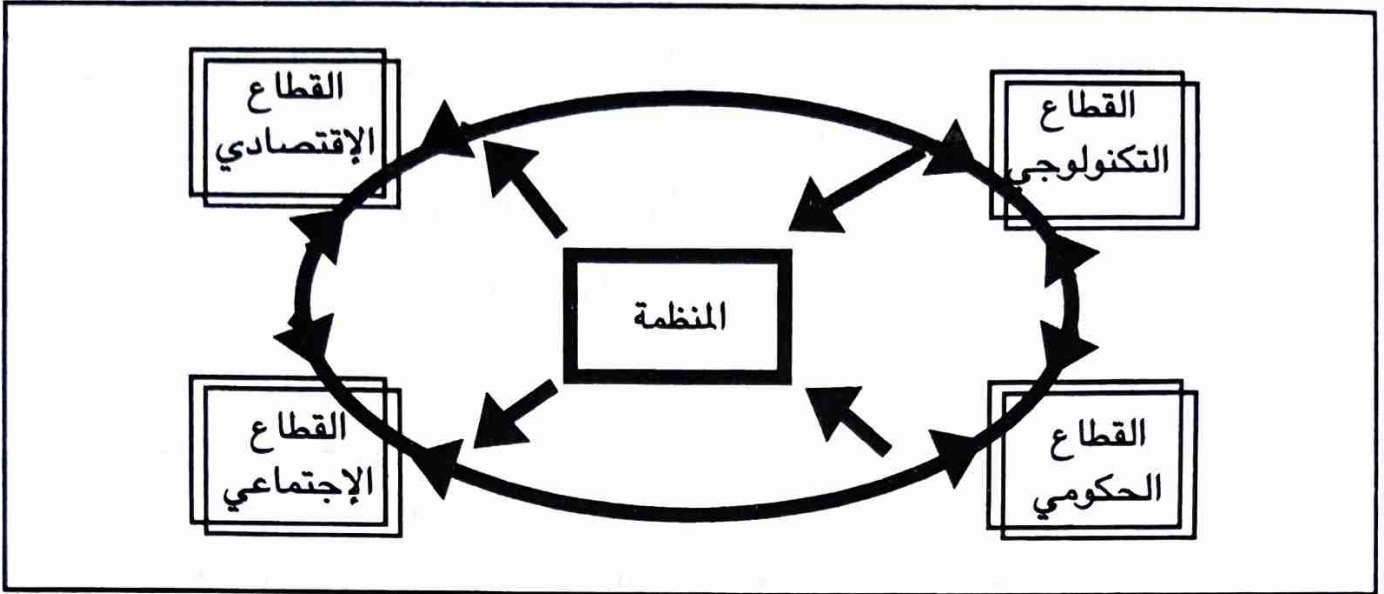 القطاع
التكنولوجي
القطاع
الإقتصادي
المنظمة
القطاع
الحكومي
القطاع
الإجتماعي